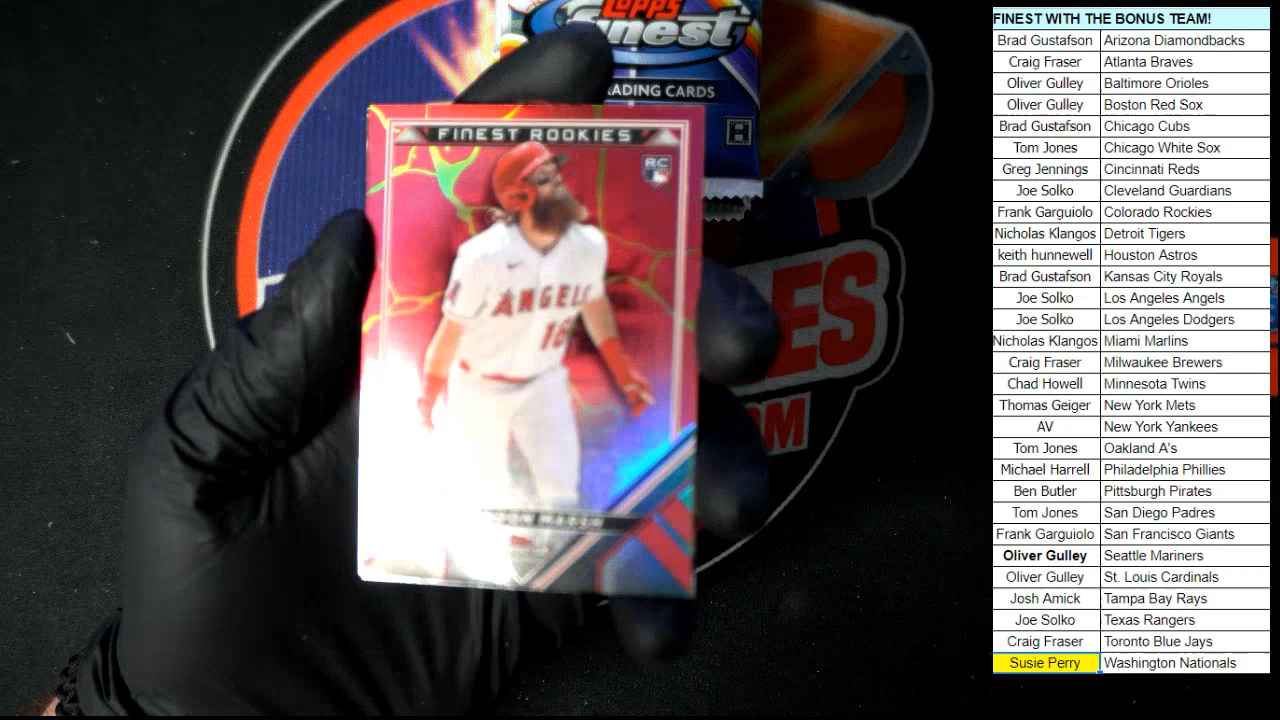 Topps
Finest
TRADING CARDS
FINEST ROOKIES
RC
ANGELS
16
MARSH
ES
OM
FINEST WITH THE BONUS TEAM!
Brad Gustafson Arizona Diamondbacks
Craig Fraser Atlanta Braves
Oliver Gulley Baltimore Orioles
Oliver Gulley Boston Red Sox
Brad Gustafson Chicago Cubs
Tom Jones Chicago White Sox
Greg Jennings Cincinnati Reds
Joe Solko Cleveland Guardians
Frank Garguiolo Colorado Rockies
Nicholas Klangos Detroit Tigers
keith hunnewell Houston Astros
Brad Gustafson Kansas City Royals
Joe Solko Los Angeles Angels
Joe Solko Los Angeles Dodgers
Nicholas Klangos Miami Marlins
Craig Fraser Milwaukee Brewers
Chad Howell Minnesota Twins
Thomas Geiger New York Mets
AV New York Yankees
Tom Jones Oakland A's
Michael Harrell Philadelphia Phillies
Ben Butler Pittsburgh Pirates
Tom Jones San Diego Padres
Frank Garguiolo San Francisco Giants
Oliver Gulley Seattle Mariners
Oliver Gulley St. Louis Cardinals
Josh Amick Tampa Bay Rays
Joe Solko Texas Rangers
Craig Fraser Toronto Blue Jays
Susie Perry Washington Nationals